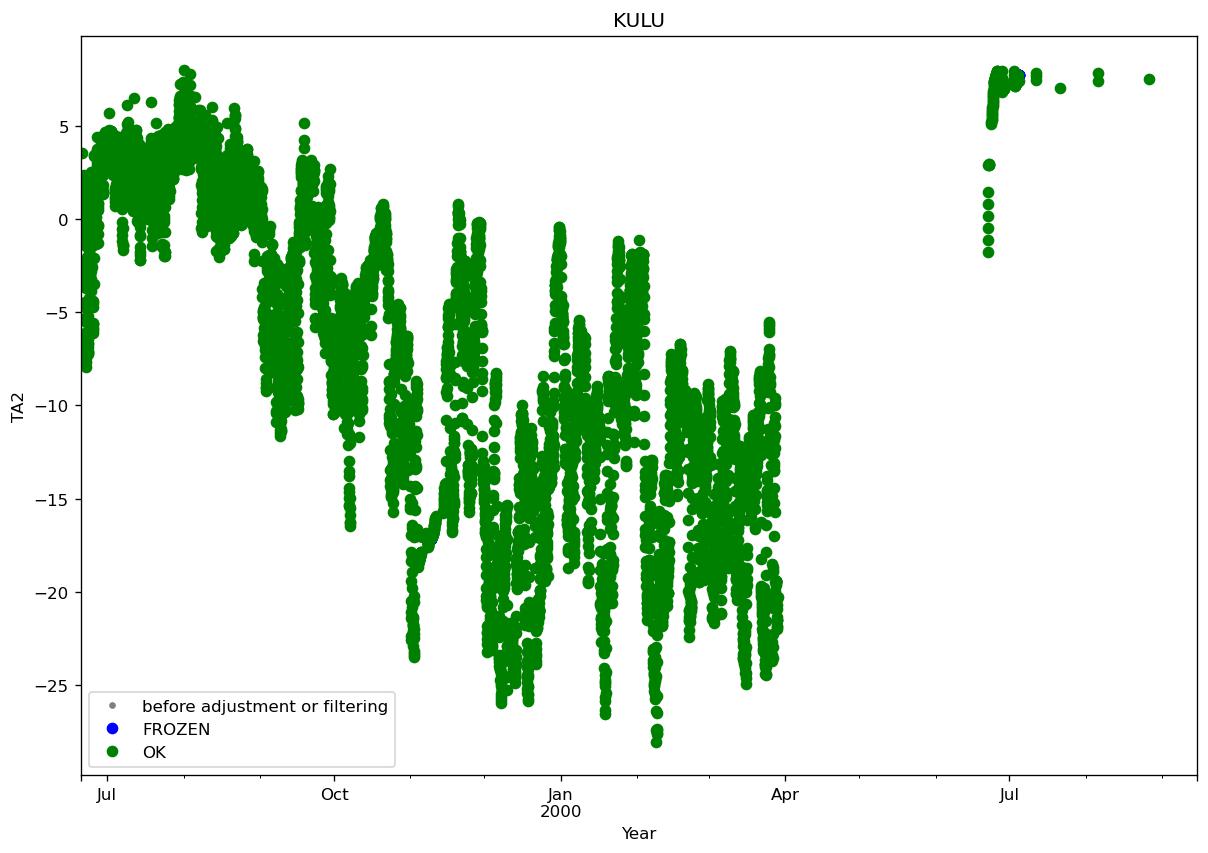 KULU
TA2
5
0
−5
−10
−15
−20
−25
before adjustment or filtering
FROZEN
OK
Jul
Oct
Jan
2000
Apr
Jul
Year